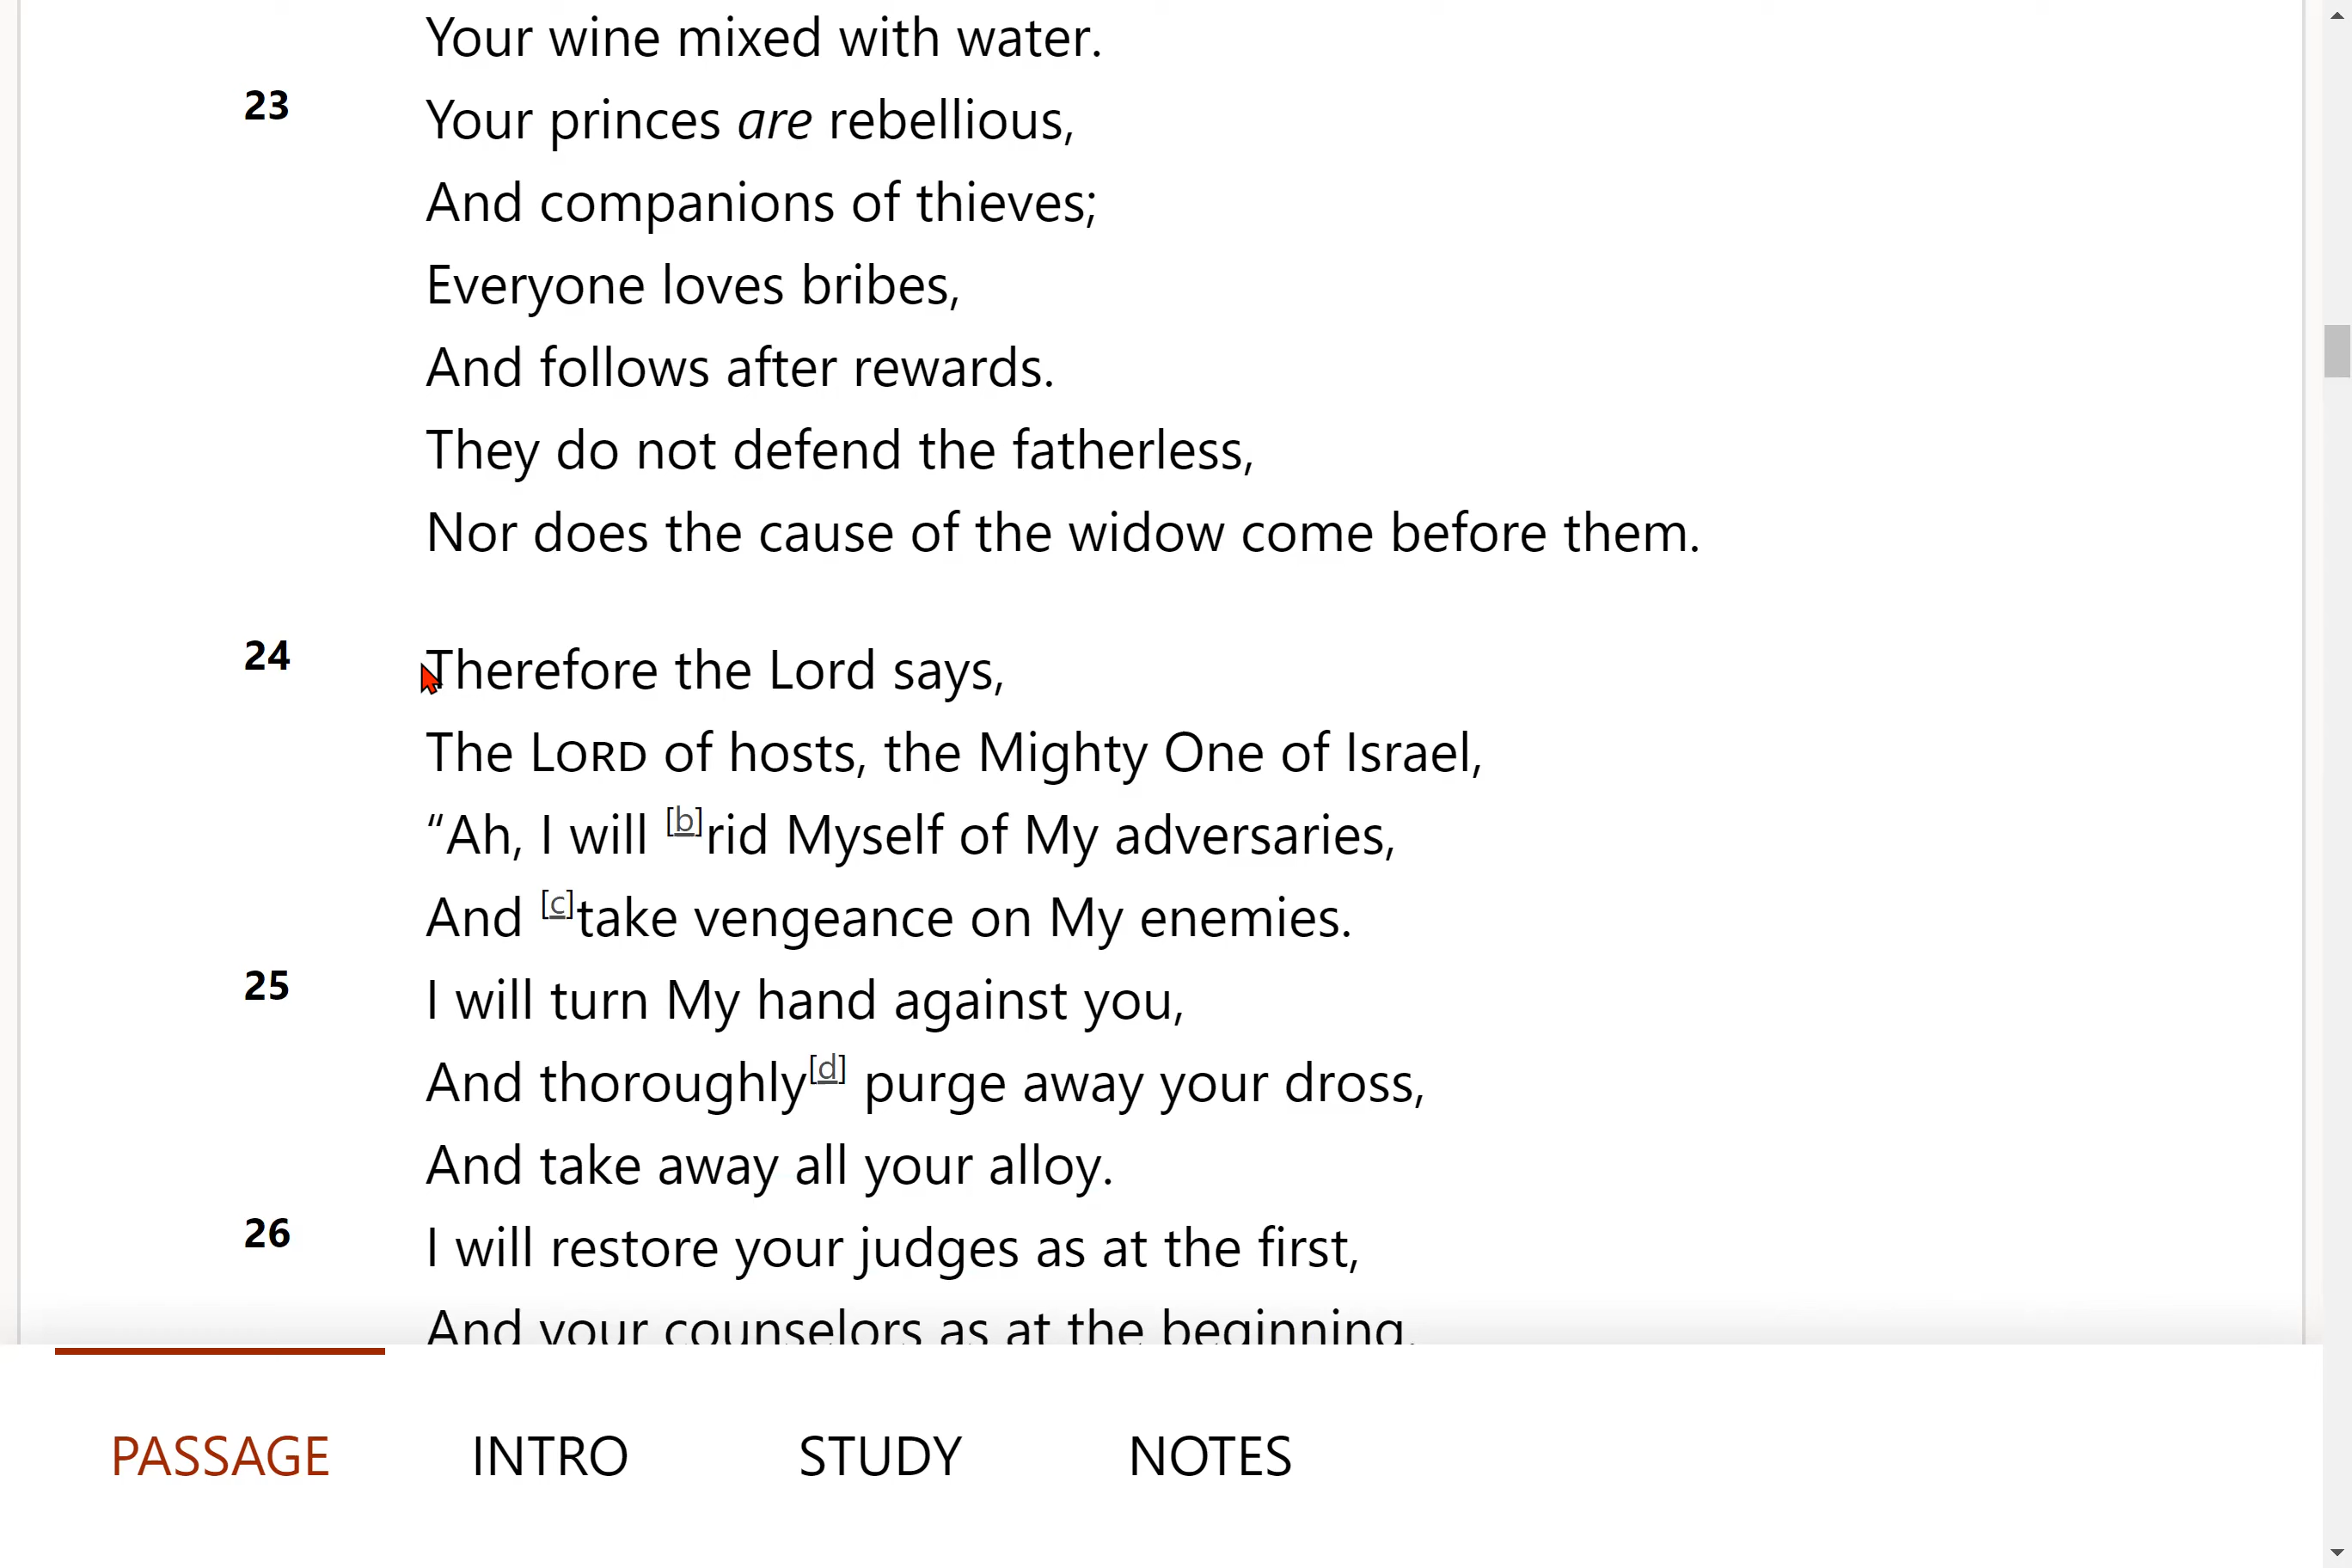 Your wine mixed with water.
23 Your princes are rebellious,
And companions of thieves;
Everyone loves bribes,
And follows after rewards.
They do not defend the fatherless,
Nor does the cause of the widow come before them.
24 Therefore the Lord says,
The LORD of hosts, the Mighty One of Israel,
“Ah, I will [b]rid Myself of My adversaries,
And [c]take vengeance on My enemies.
25 I will turn My hand against you,
And thoroughly[d] purge away your dross,
And take away all your alloy.
26 I will restore your judges as at the first,
And your counselors as at the beginning.
PASSAGE INTRO STUDY NOTES